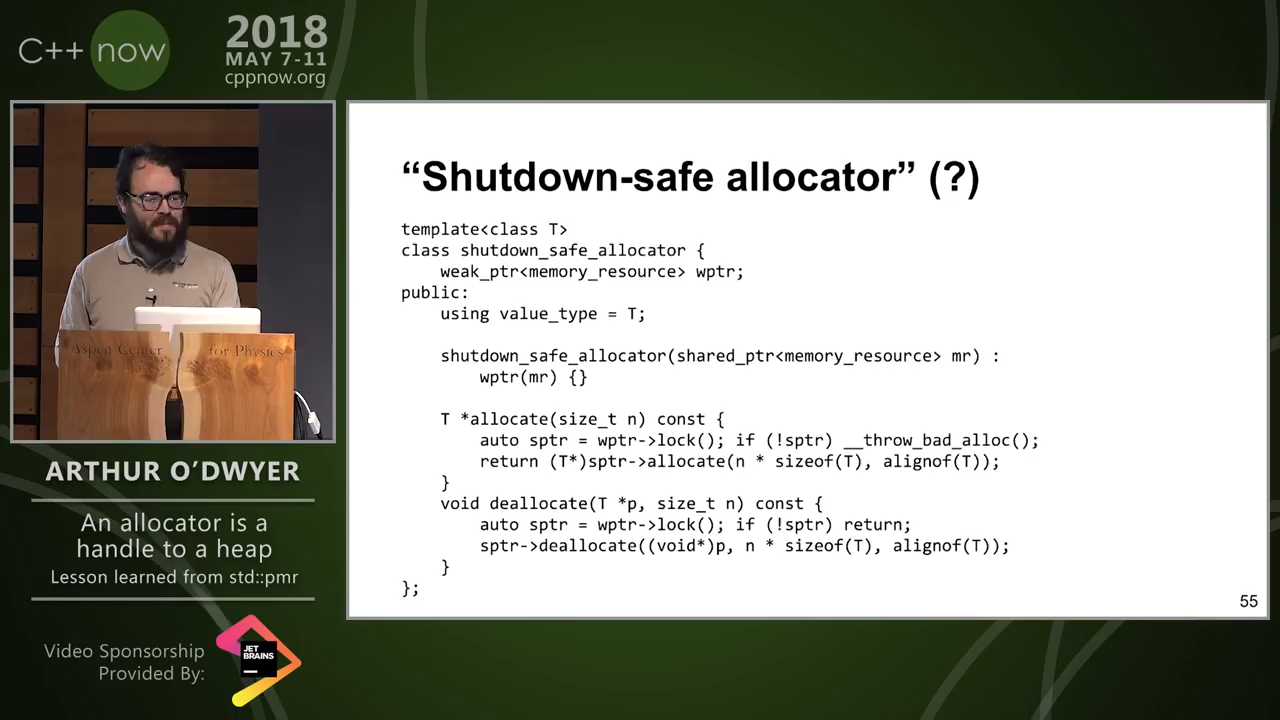 C++ now
2018
MAY 7-11
cppnow.org
Aspen Center for Physics
ARTHUR O'DWYER
An allocator is a
handle to a heap
Lesson learned from std::pmr
Video Sponsorship
Provided By:
JET
BRAINS
“Shutdown-safe allocator” (?)
template<class T>
class shutdown_safe_allocator {
    weak_ptr<memory_resource> wptr;
public:
    using value_type = T;
    shutdown_safe_allocator(shared_ptr<memory_resource> mr) :
        wptr(mr) {}
    T *allocate(size_t n) const {
        auto sptr = wptr->lock(); if (!sptr) __throw_bad_alloc();
        return (T*)sptr->allocate(n * sizeof(T), alignof(T));
    }
    void deallocate(T *p, size_t n) const {
        auto sptr = wptr->lock(); if (!sptr) return;
        sptr->deallocate((void*)p, n * sizeof(T), alignof(T));
    }
};
55